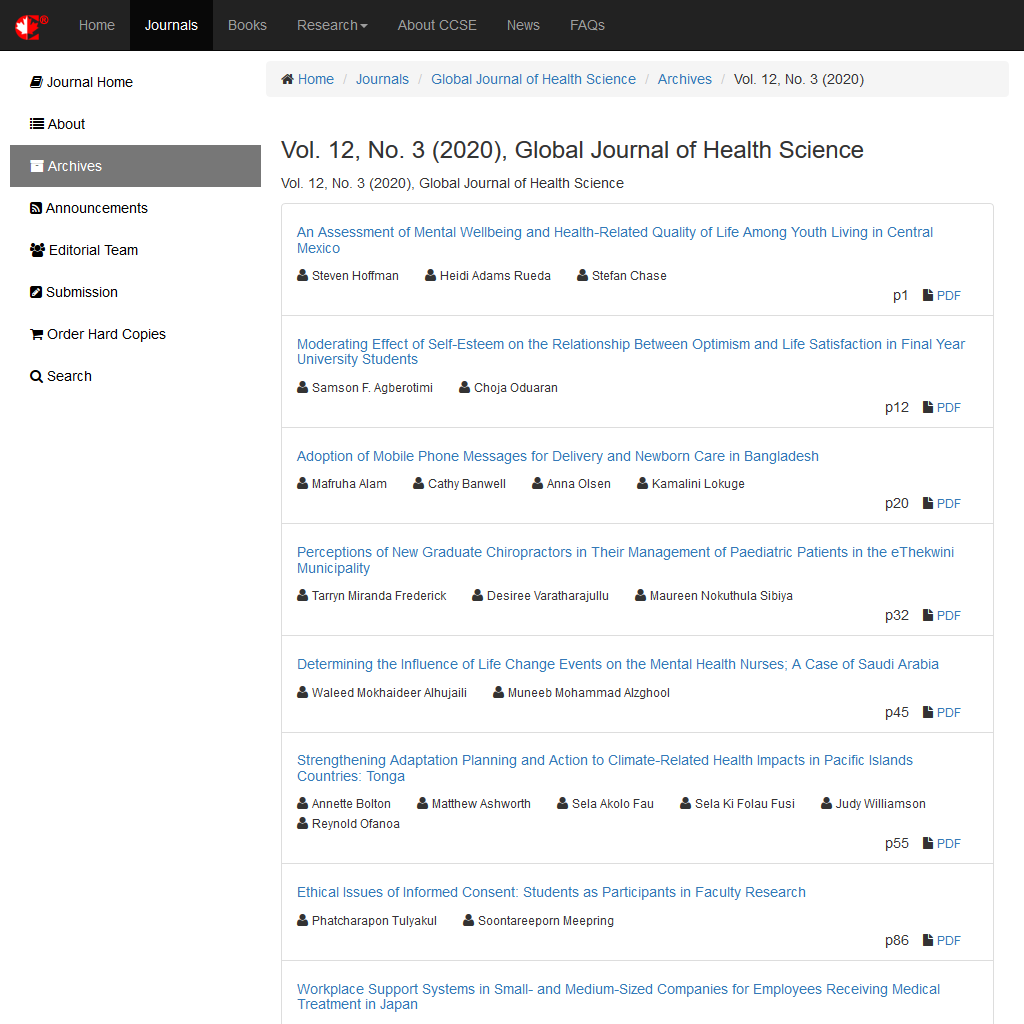 Home Journals Books Research About CCSE News FAQs
Journal Home
About
Archives
Announcements
Editorial Team
Submission
Order Hard Copies
Search
Home / Journals / Global Journal of Health Science / Archives / Vol. 12, No. 3 (2020)
Vol. 12, No. 3 (2020), Global Journal of Health Science
Vol. 12, No. 3 (2020), Global Journal of Health Science
An Assessment of Mental Wellbeing and Health-Related Quality of Life Among Youth Living in Central
Mexico
Steven Hoffman Heidi Adams Rueda Stefan Chase
p1 PDF
Moderating Effect of Self-Esteem on the Relationship Between Optimism and Life Satisfaction in Final Year
University Students
Samson F. Agberotimi Choja Oduaran
p12 PDF
Adoption of Mobile Phone Messages for Delivery and Newborn Care in Bangladesh
Mafruha Alam Cathy Banwell Anna Olsen Kamalini Lokuge
p20 PDF
Perceptions of New Graduate Chiropractors in Their Management of Paediatric Patients in the eThekwini
Municipality
Tarryn Miranda Frederick Desiree Varatharajullu Maureen Nokuthula Sibiya
p32 PDF
Determining the Influence of Life Change Events on the Mental Health Nurses; A Case of Saudi Arabia
Waleed Mokhaideer Alhujaili Muneeb Mohammad Alzghool
p45 PDF
Strengthening Adaptation Planning and Action to Climate-Related Health Impacts in Pacific Islands
Countries: Tonga
Annette Bolton Matthew Ashworth Sela Akolo Fau Sela Ki Folau Fusi Judy Williamson
Reynold Ofanoa
p55 PDF
Ethical Issues of Informed Consent: Students as Participants in Faculty Research
Phatcharapon Tulyakul Soontareeporn Meepring
p86 PDF
Workplace Support Systems in Small- and Medium-Sized Companies for Employees Receiving Medical
Treatment in Japan